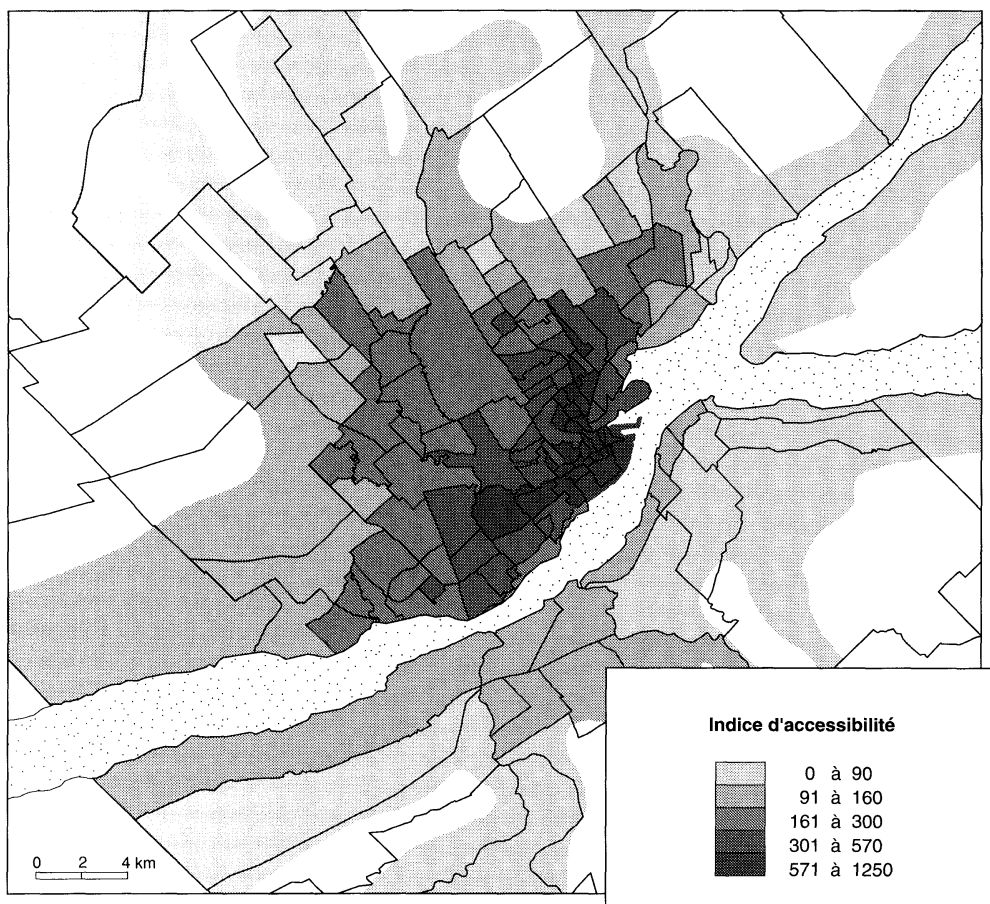 Indice d'accessibilité
0 à 90
91 à 160
161 à 300
301 à 570
571 à 1250
0 2 4 km